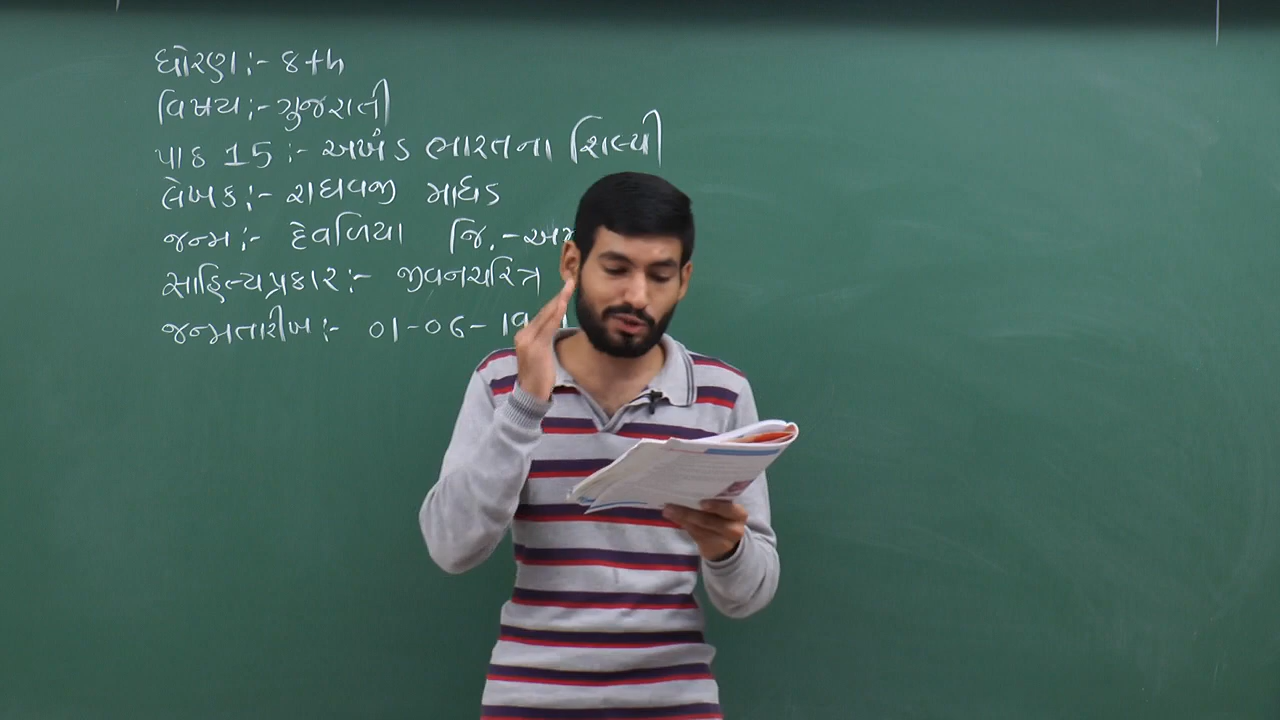 ધોરણ :- 8th
વિષય :- ગુજરાતી
પાઠ 15 :- અખંડ ભારતના શિલ્પી
લેખક :- રાઘવજી માધડ
જન્મ :- દેવળિયા જિ. -
સાહિત્યપ્રકાર :- જીવનચરિત્ર
જન્મતારીખ :- 01-06-19